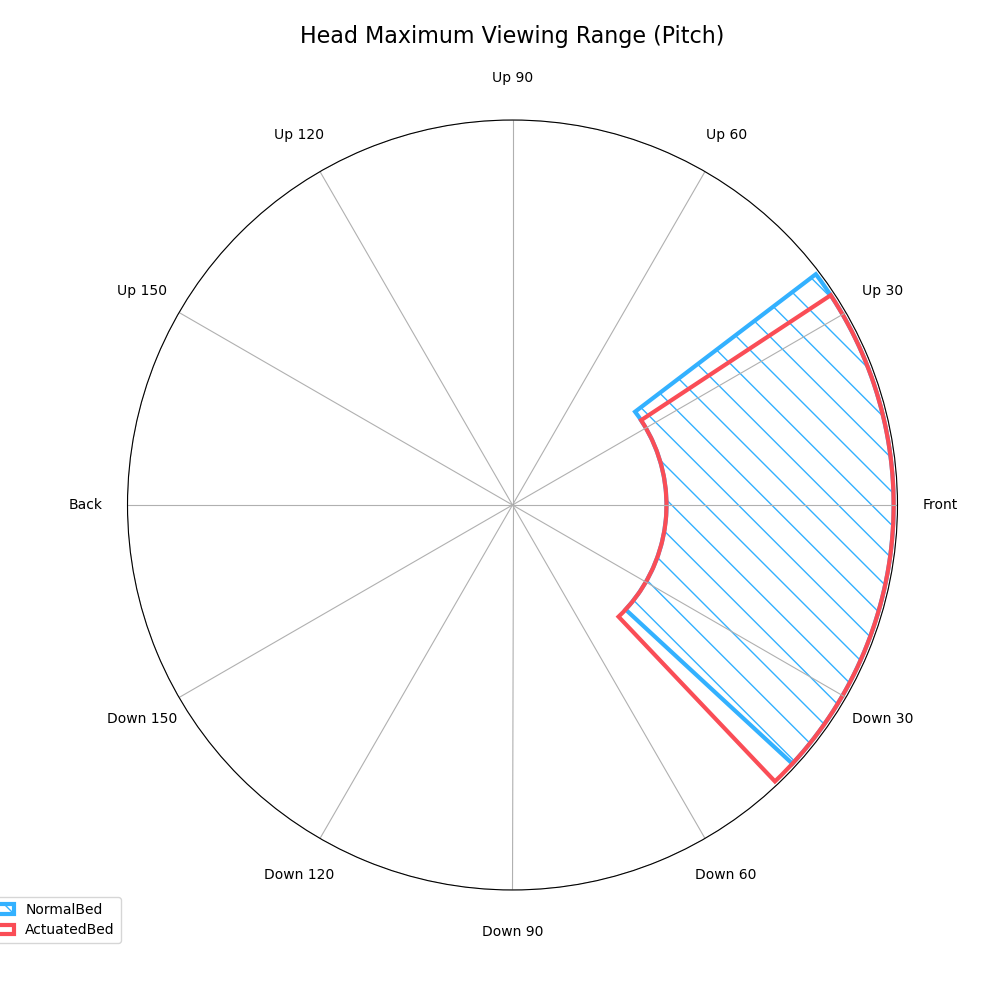 Head Maximum Viewing Range (Pitch)
Up 90
Up 120
Up 60
Up 150
Up 30
Back
Front
Down 150
Down 30
Down 120
Down 60
Down 90
NormalBed
ActuatedBed